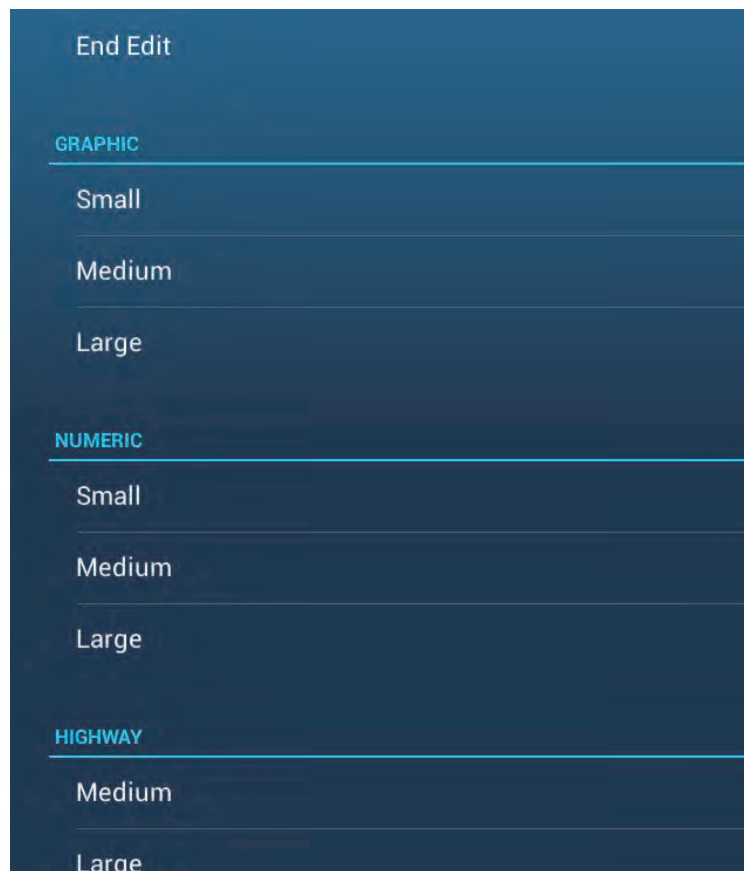 End Edit
GRAPHIC
Small
Medium
Large
NUMERIC
Small
Medium
Large
HIGHWAY
Medium
Large